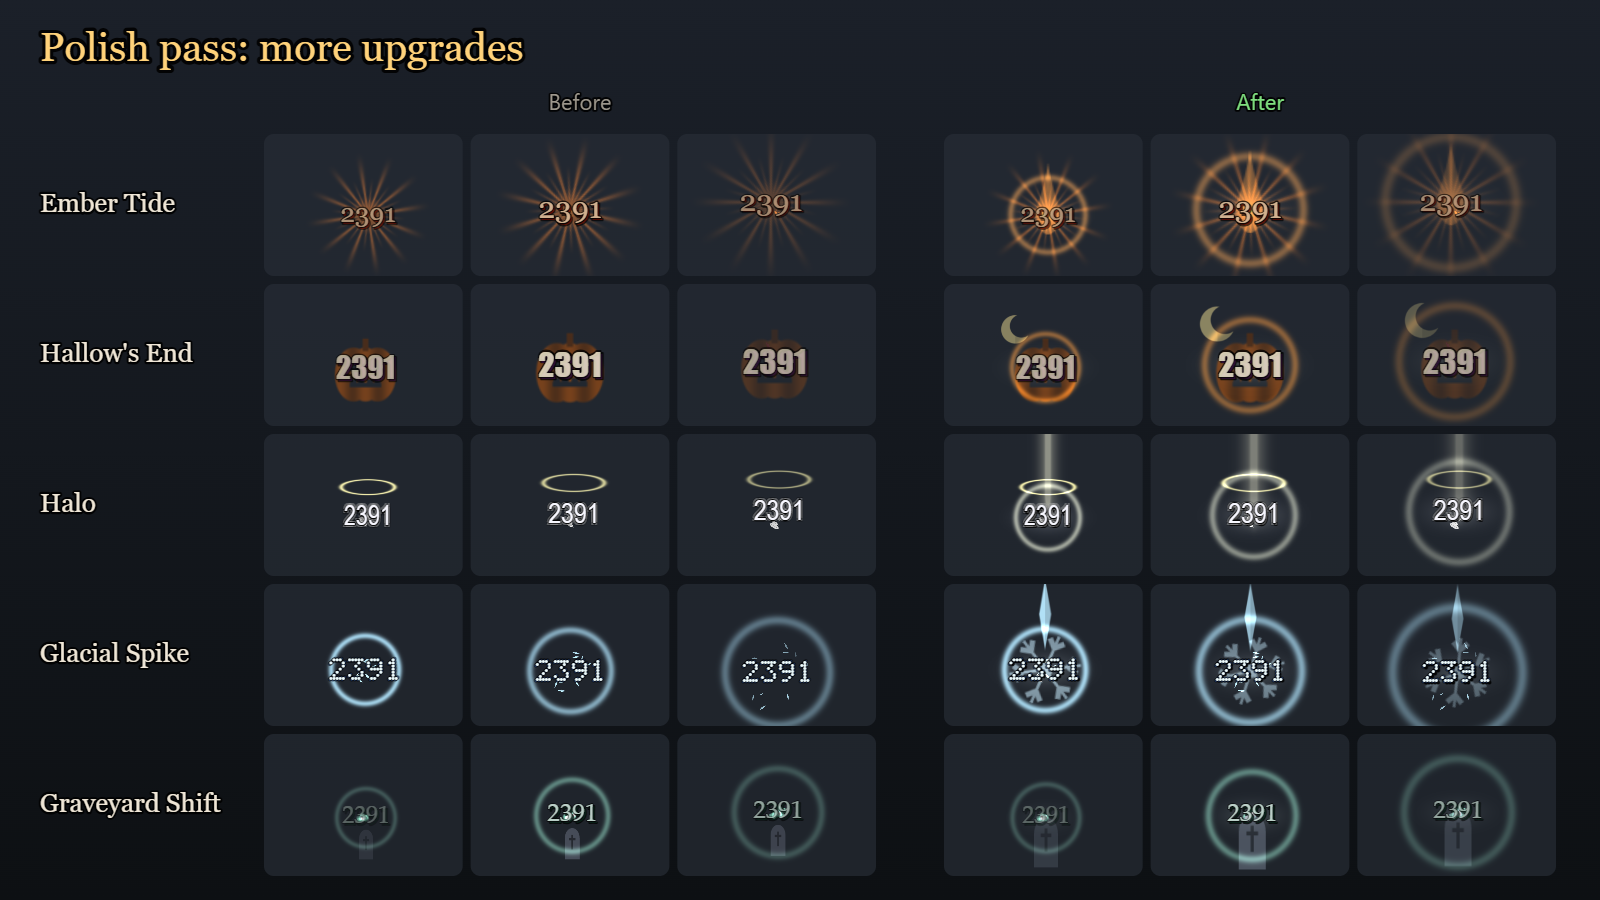 Polish pass: more upgrades
Before After
Ember Tide 2391 2391 2391 2391 2391 2391
Hallow's End 2391 2391 2391 2391 2391 2391
Halo 2391 2391 2391 2391 2391 2391
Glacial Spike 2391 2391 2391 2391 2391 2391
Graveyard Shift 2391 2391 2391 2391 2391 2391